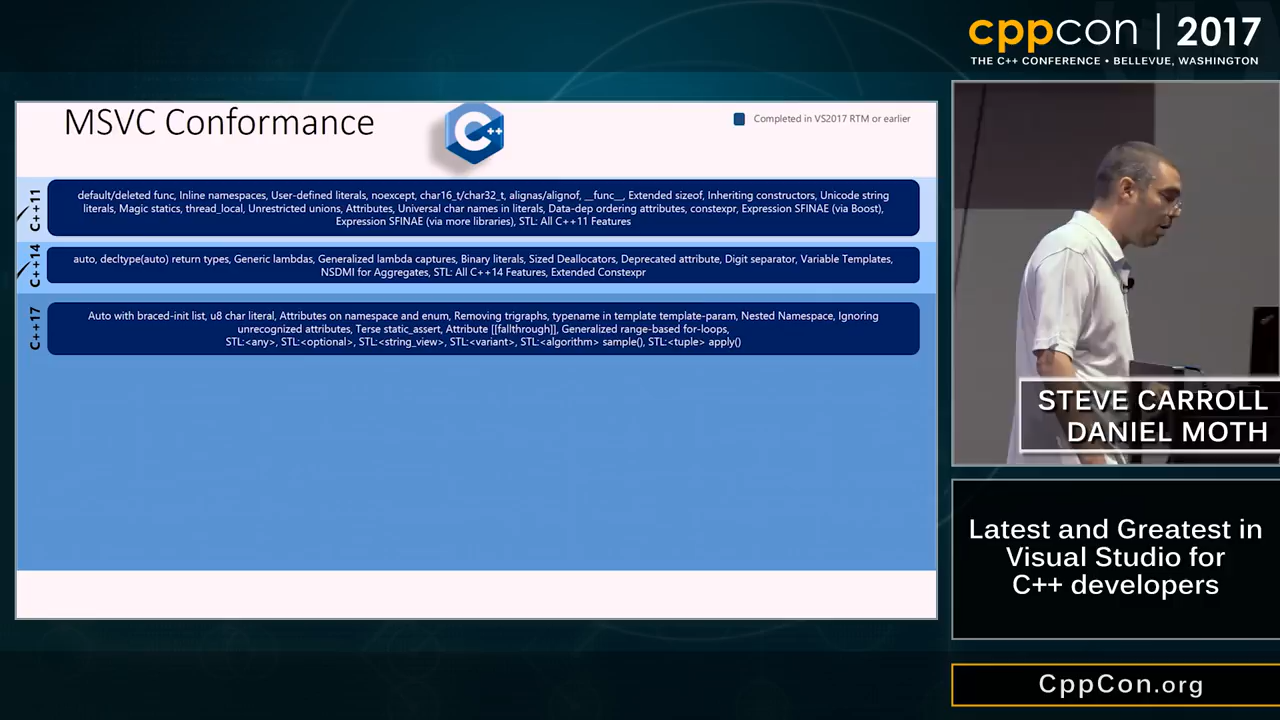 cppcon | 2017
THE C++ CONFERENCE • BELLEVUE, WASHINGTON
MSVC Conformance
C++
Completed in VS2017 RTM or earlier
C++11
default/deleted func, Inline namespaces, User-defined literals, noexcept, char16_t/char32_t, alignas/alignof, __func__, Extended sizeof, Inheriting constructors, Unicode string
literals, Magic statics, thread_local, Unrestricted unions, Attributes, Universal char names in literals, Data-dep ordering attributes, constexpr, Expression SFINAE (via Boost),
Expression SFINAE (via more libraries), STL: All C++11 Features
C++14
auto, decltype(auto) return types, Generic lambdas, Generalized lambda captures, Binary literals, Sized Deallocators, Deprecated attribute, Digit separator, Variable Templates,
NSDMI for Aggregates, STL: All C++14 Features, Extended Constexpr
C++17
Auto with braced-init list, u8 char literal, Attributes on namespace and enum, Removing trigraphs, typename in template template-param, Nested Namespace, Ignoring
unrecognized attributes, Terse static_assert, Attribute [[fallthrough]], Generalized range-based for-loops,
STL:<any>, STL:<optional>, STL:<string_view>, STL:<variant>, STL:<algorithm> sample(), STL:<tuple> apply()
STEVE CARROLL
DANIEL MOTH
Latest and Greatest in
Visual Studio for
C++ developers
CppCon.org